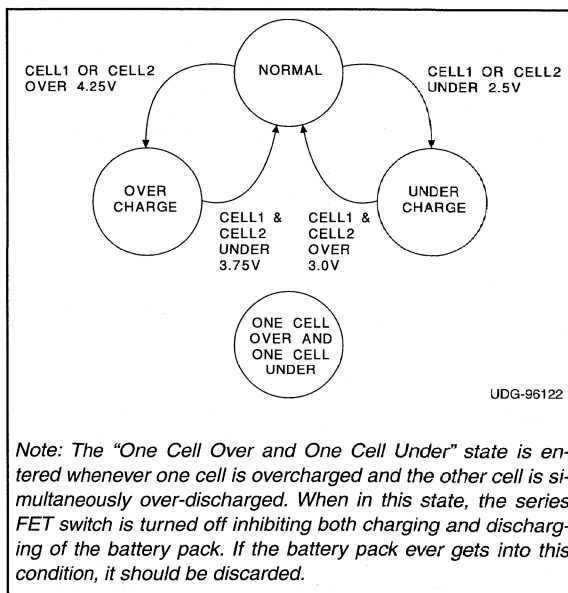 NORMAL
CELL1 OR CELL2
OVER 4.25V
CELL1 OR CELL2
UNDER 2.5V
OVER
CHARGE
UNDER
CHARGE
CELL1 &
CELL2
UNDER
3.75V
CELL1 &
CELL2
OVER
3.0V
ONE CELL
OVER AND
ONE CELL
UNDER
UDG-96122
Note: The “One Cell Over and One Cell Under” state is en-
tered whenever one cell is overcharged and the other cell is si-
multaneously over-discharged. When in this state, the series
FET switch is turned off inhibiting both charging and discharg-
ing of the battery pack. If the battery pack ever gets into this
condition, it should be discarded.